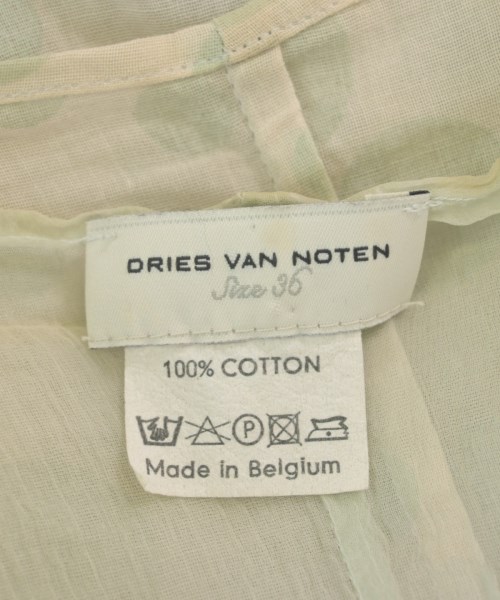 DRIES VAN NOTEN
Size 36
100% COTTON
P
Made in Belgium